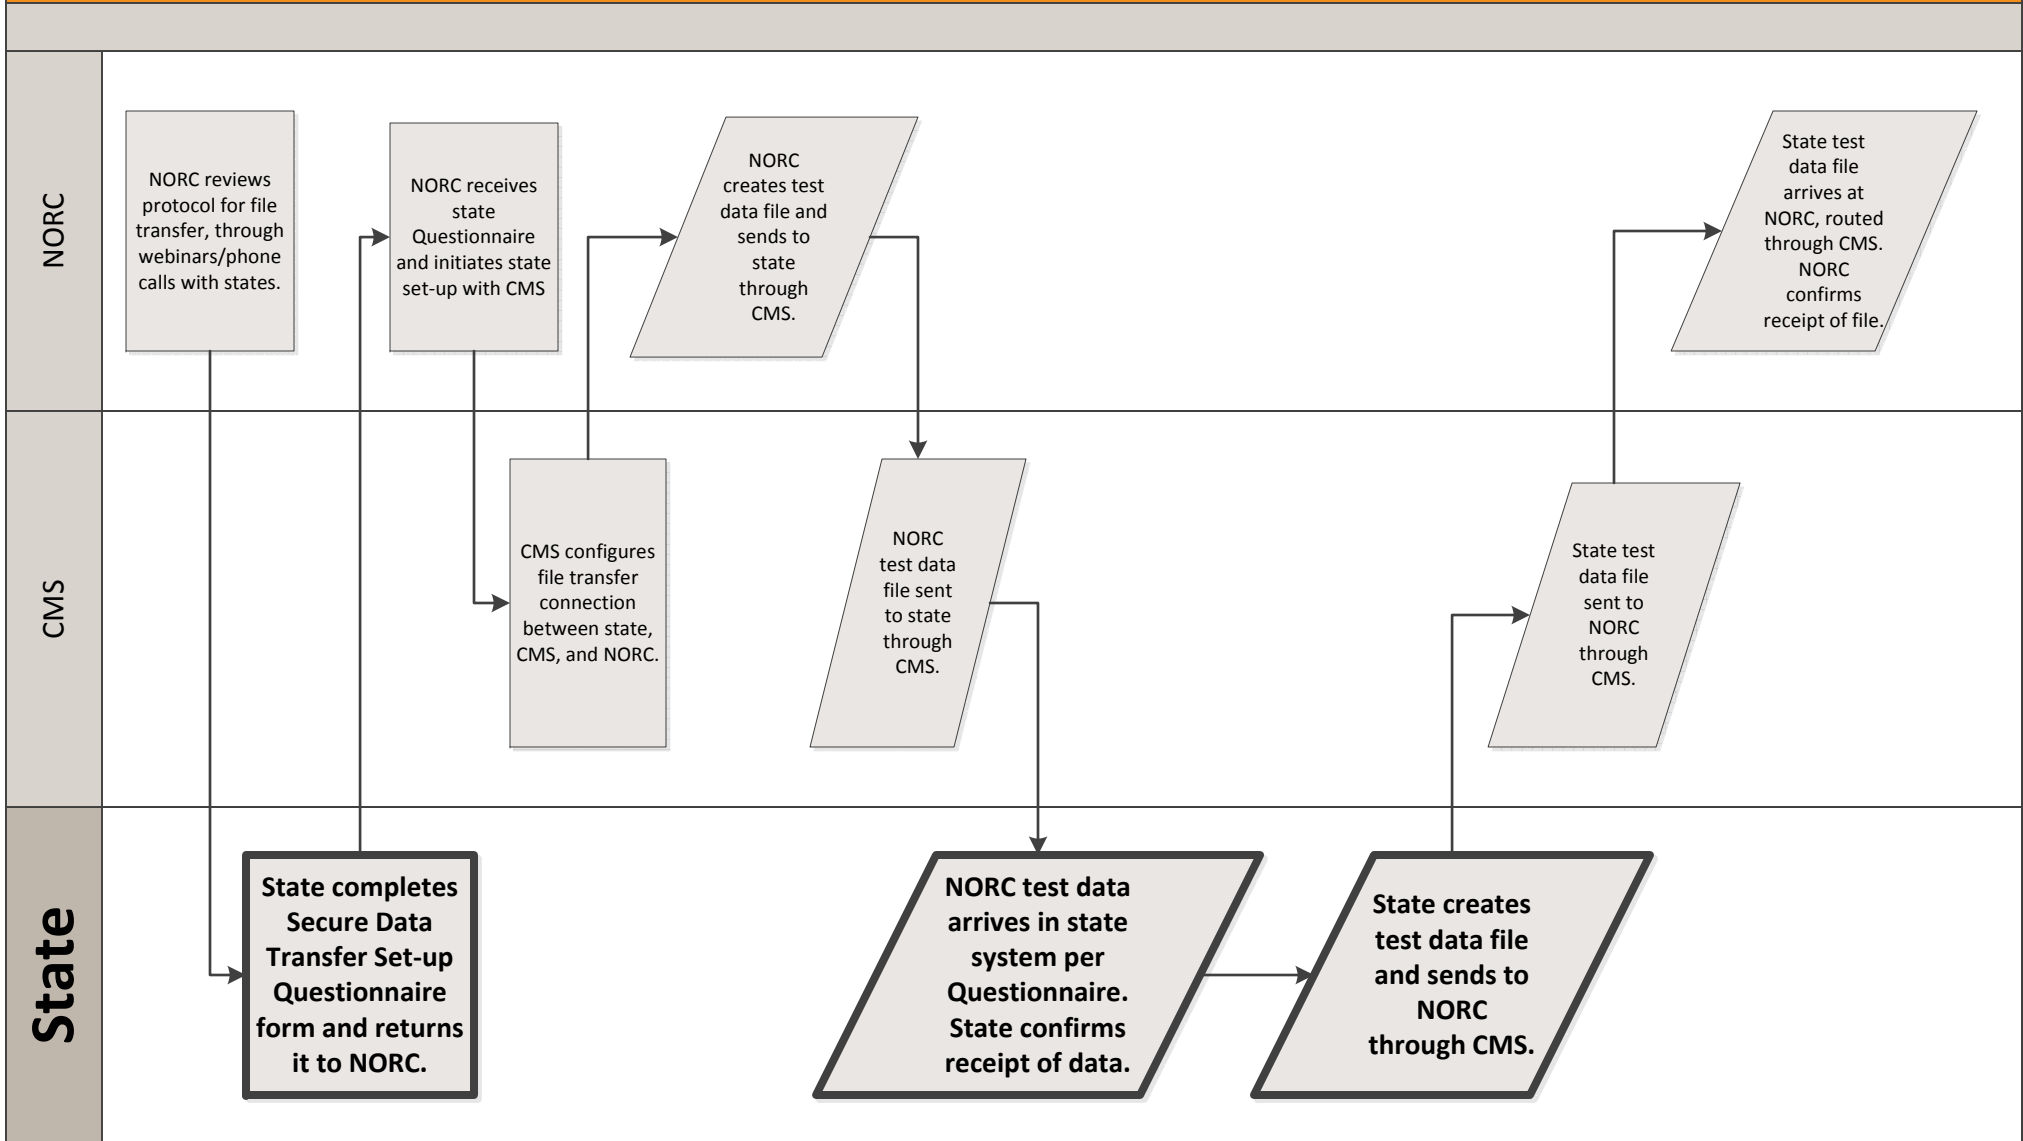 NORC
NORC reviews
protocol for file
transfer, through
webinars/phone
calls with states.
NORC receives
state
Questionnaire
and initiates state
set-up with CMS
NORC
creates test
data file and
sends to
state
through
CMS.
State test
data file
arrives at
NORC, routed
through CMS.
NORC
confirms
receipt of file.
CMS
CMS configures
file transfer
connection
between state,
CMS, and NORC.
NORC
test data
file sent
to state
through
CMS.
State test
data file
sent to
NORC
through
CMS.
State
State completes
Secure Data
Transfer Set-up
Questionnaire
form and returns
it to NORC.
NORC test data
arrives in state
system per
Questionnaire.
State confirms
receipt of data.
State creates
test data file
and sends to
NORC
through CMS.